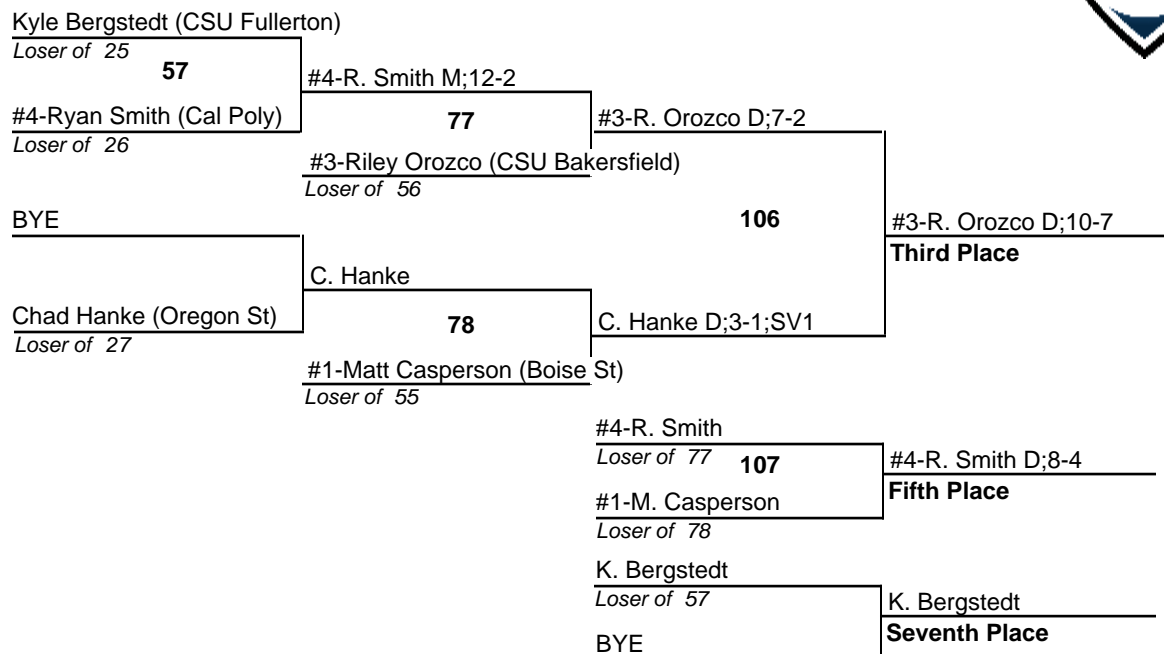 Kyle Bergstedt (CSU Fullerton)
Loser of 25
57
#4-R. Smith M;12-2
#4-Ryan Smith (Cal Poly)
Loser of 26
77
#3-R. Orozco D;7-2
#3-Riley Orozco (CSU Bakersfield)
Loser of 56
BYE
106
#3-R. Orozco D;10-7
Third Place
C. Hanke
Chad Hanke (Oregon St)
Loser of 27
78
C. Hanke D;3-1;SV1
#1-Matt Casperson (Boise St)
Loser of 55
#4-R. Smith
Loser of 77
107
#4-R. Smith D;8-4
Fifth Place
#1-M. Casperson
Loser of 78
K. Bergstedt
Loser of 57
K. Bergstedt
Seventh Place
BYE